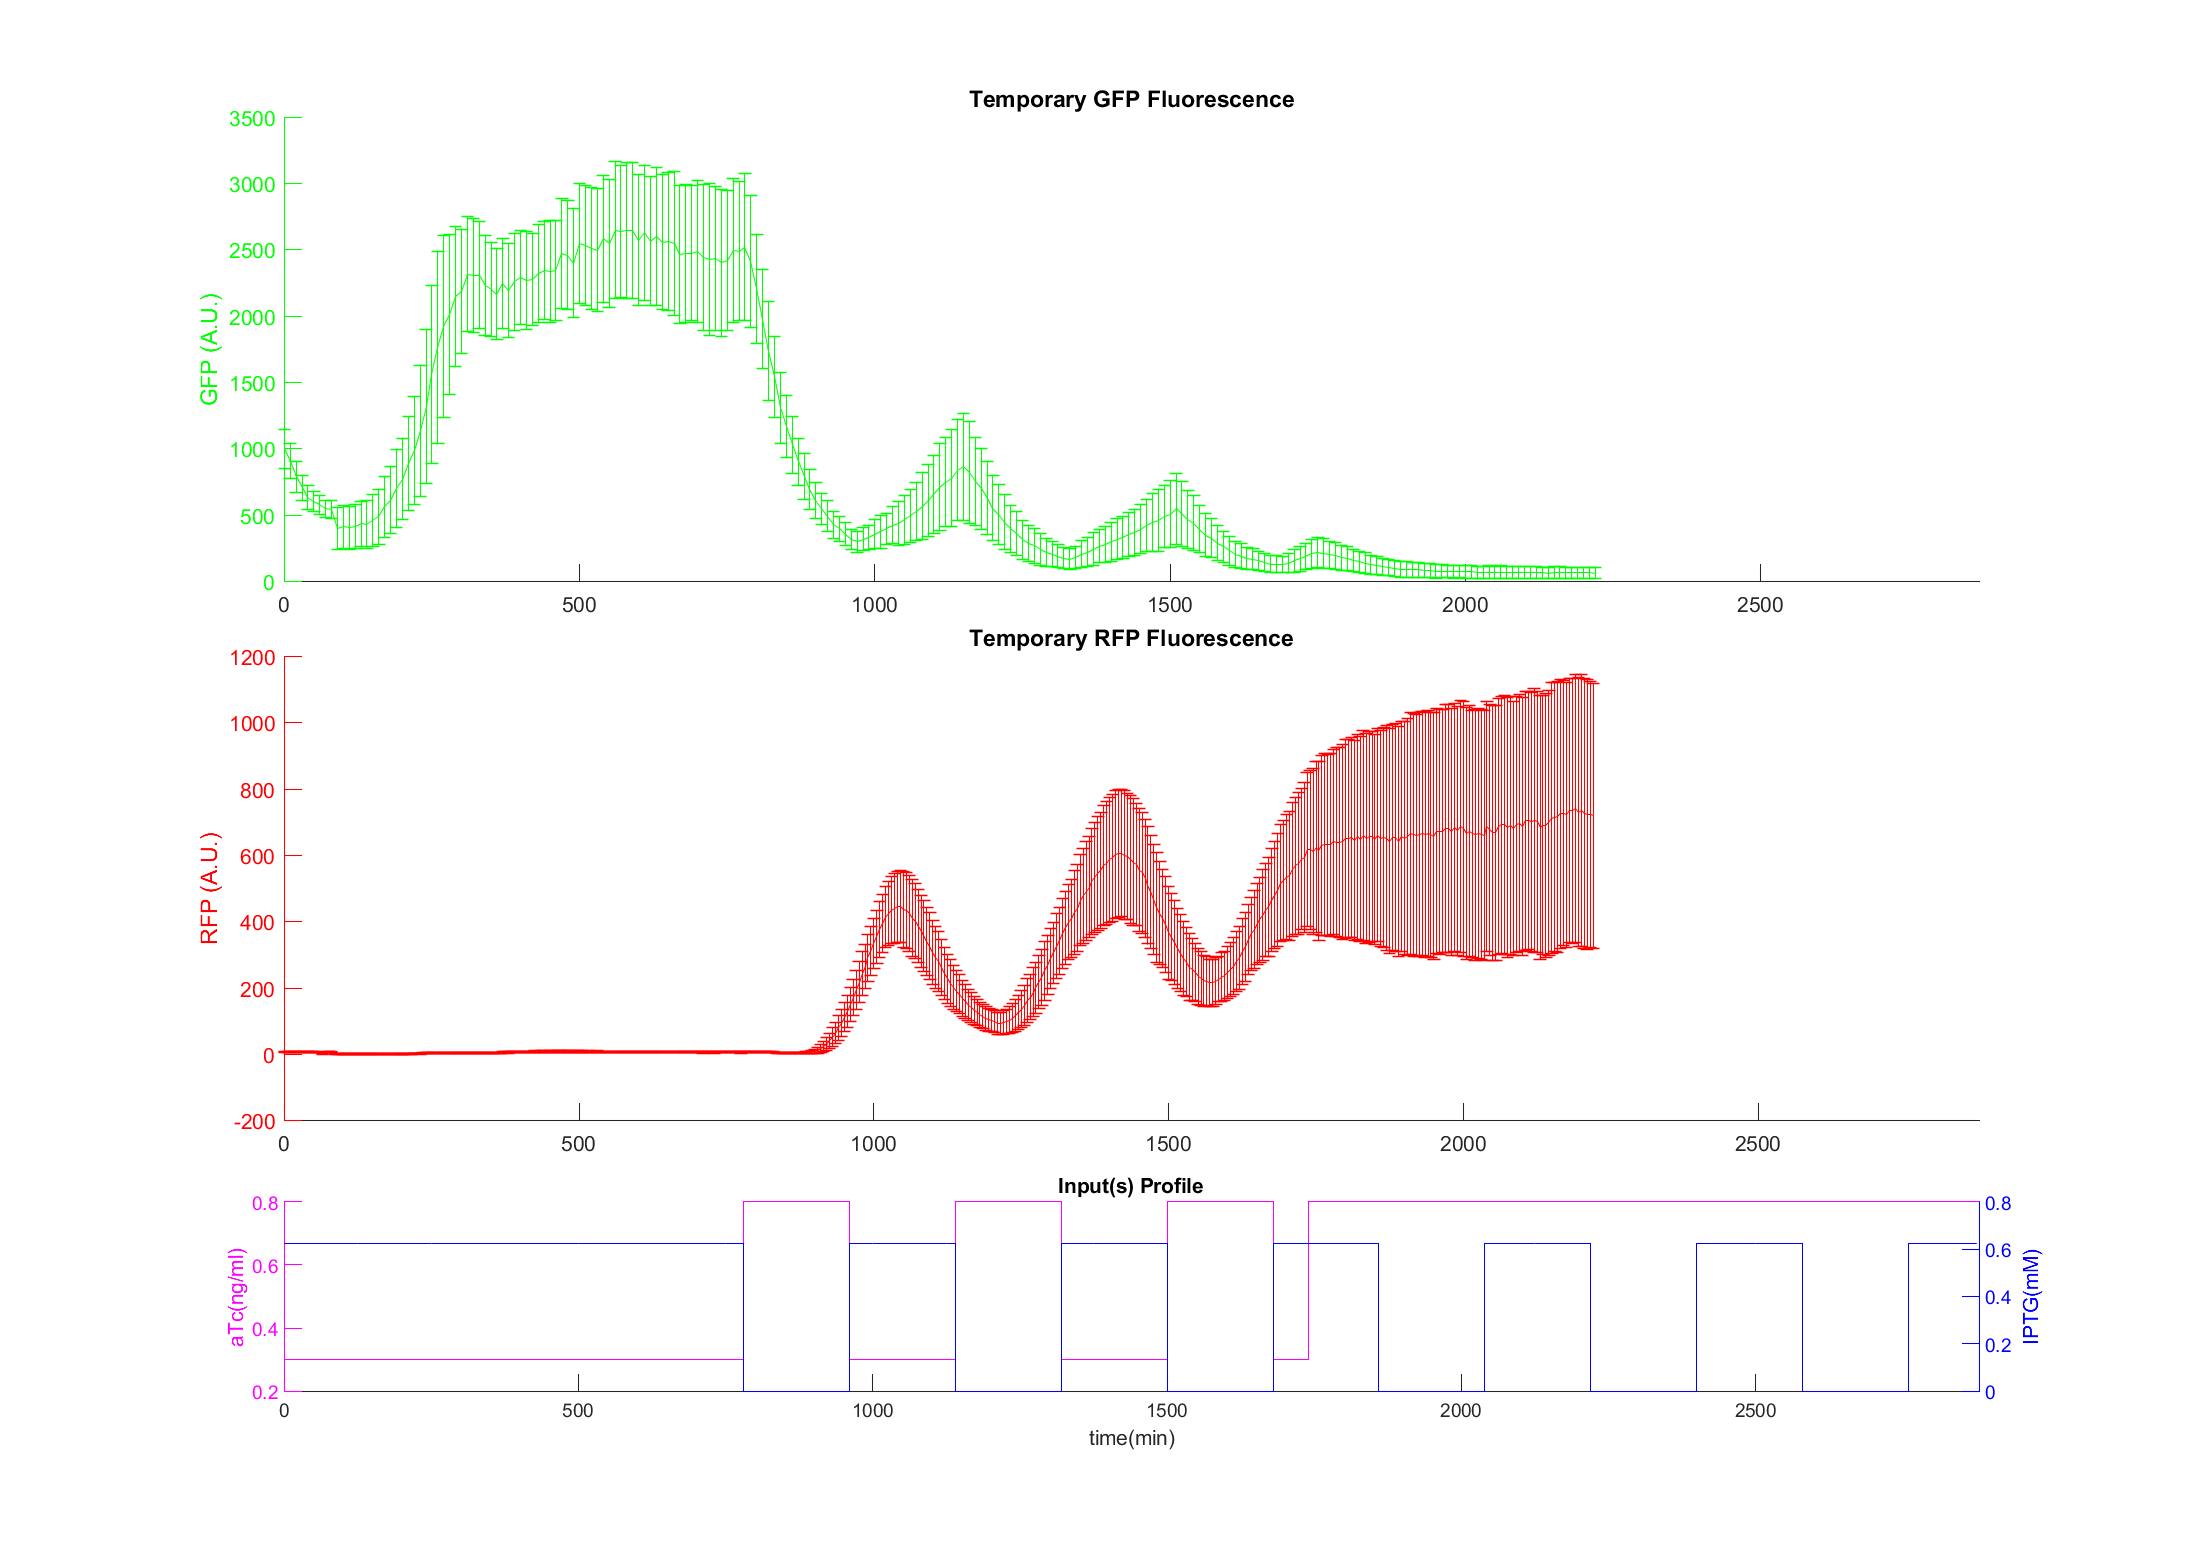 Temporary GFP Fluorescence
3500
3000
2500
2000
1500
1000
500
0
GFP (A.U.)
0 500 1000 1500 2000 2500
Temporary RFP Fluorescence
1200
1000
800
600
400
200
0
-200
RFP (A.U.)
0 500 1000 1500 2000 2500
Input(s) Profile
0.8
0.6
0.4
0.2
aTc(ng/ml)
0.8
0.6
0.4
0.2
0
IPTG(mM)
0 500 1000 1500 2000 2500
time(min)